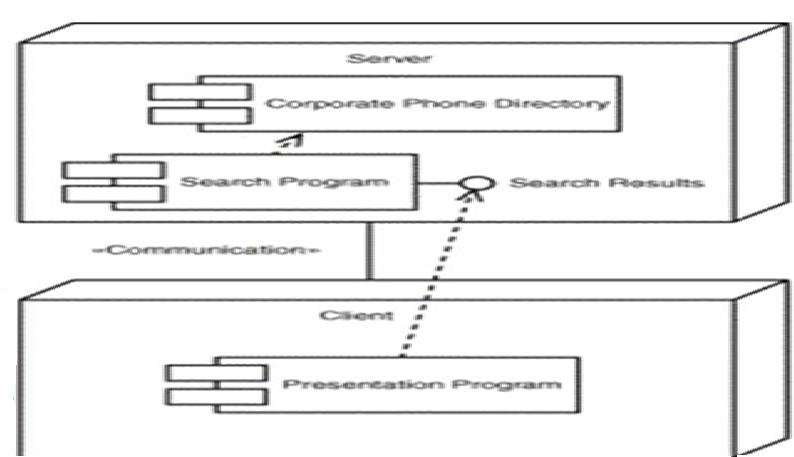 Server
Corporate Phone Directory
Search Program
Search Results
«Communication»
Client
Presentation Program